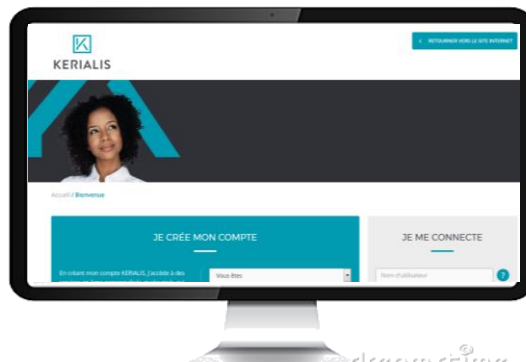 KERIALIS
RETOURNER VERS LE SITE INTERNET
Accueil / Bienvenue
JE CRÉE MON COMPTE
En créant mon compte KERIALIS, j'accède à des
Vous êtes
JE ME CONNECTE
Nom d'utilisateur
?
dreamstime